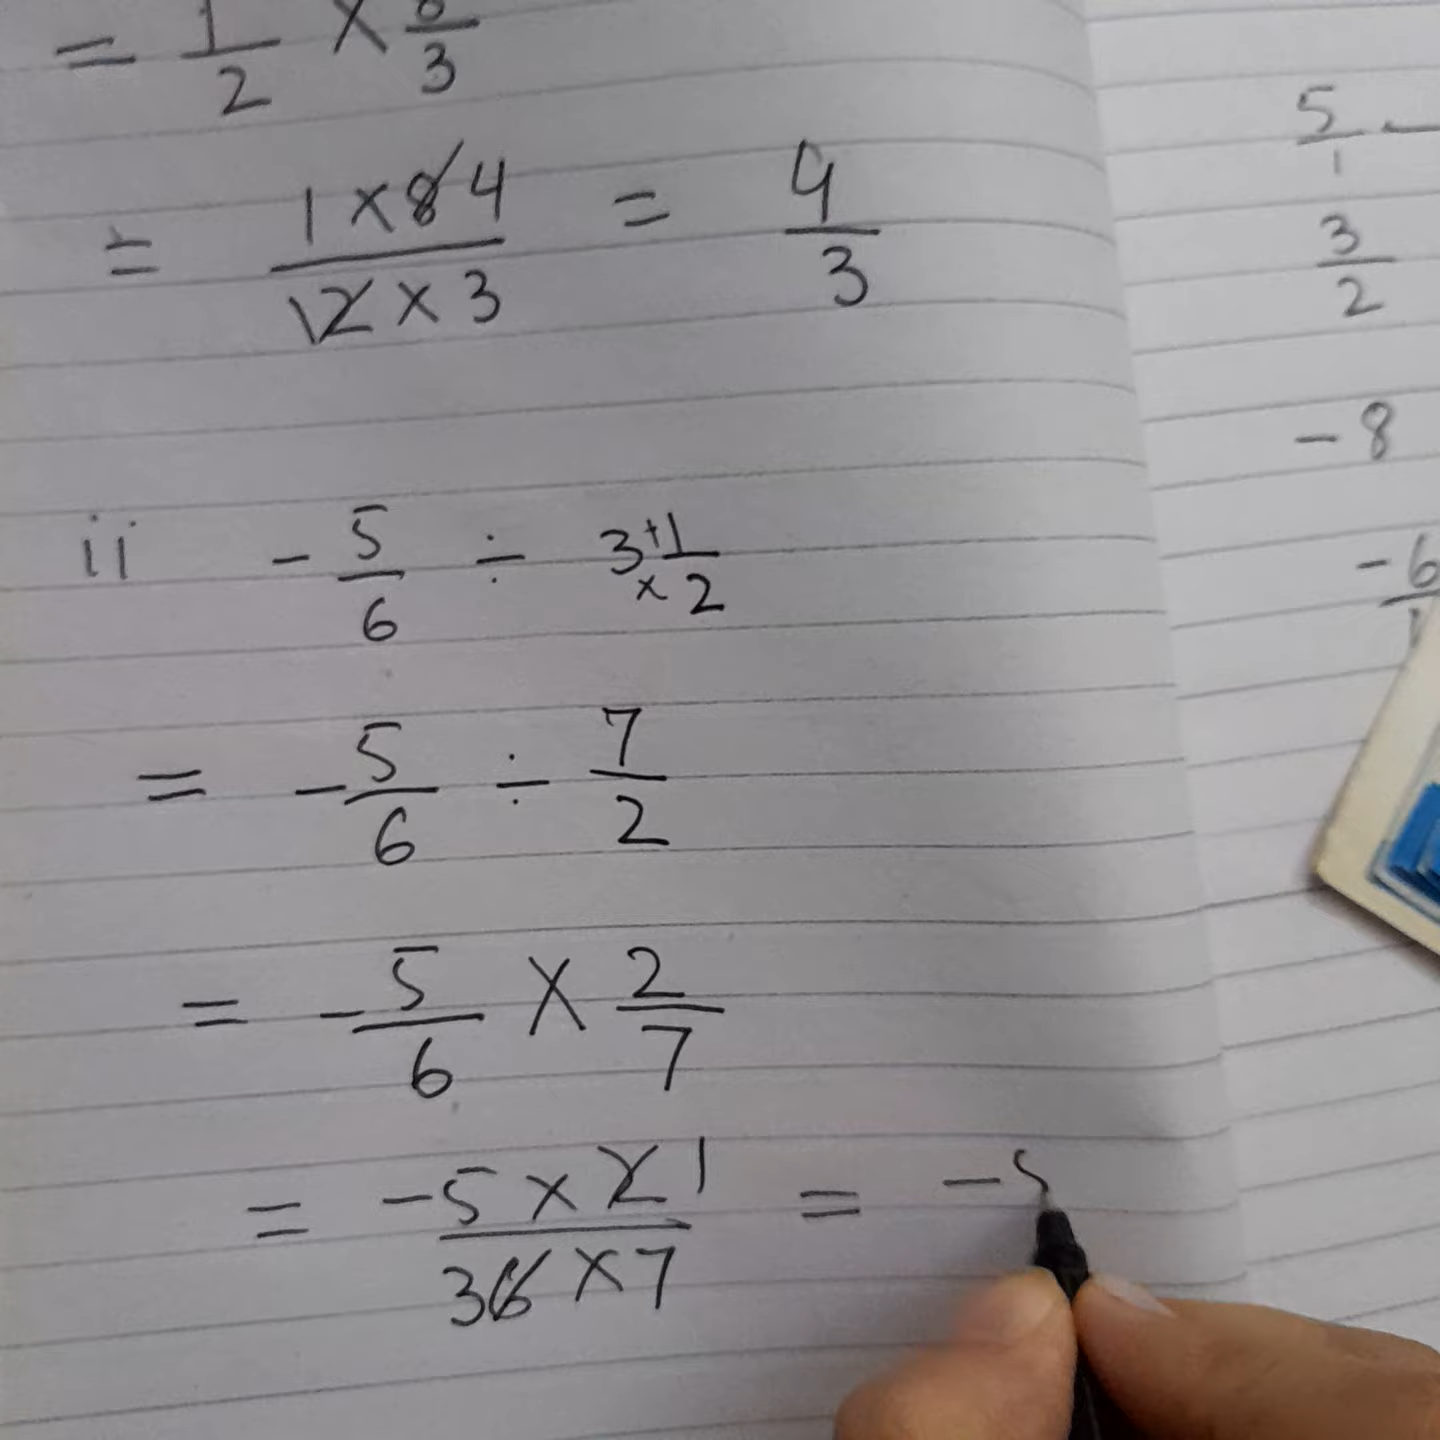 = 1/2 × 8/3
= 1 × 8 4 / 1 2 × 3 = 4/3
ii - 5/6 ÷ 3 + 1/× 2
= - 5/6 ÷ 7/2
= - 5/6 × 2/7
= -5 × 2 1 / 3 6 × 7 = -5
5/1 -
3/2
- 8
- 6/1